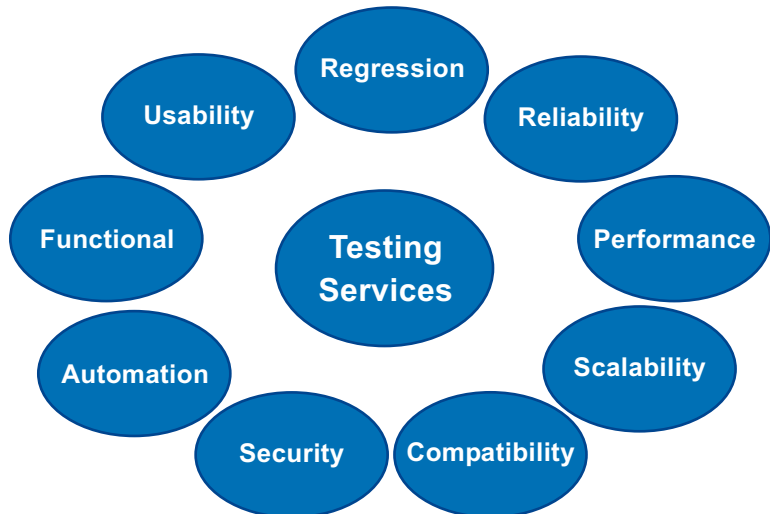 Regression
Usability
Reliability
Functional
Testing
Services
Performance
Automation
Scalability
Security
Compatibility